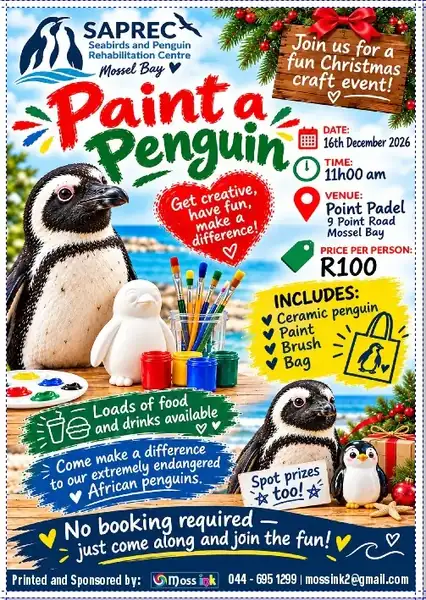 SAPREC
Seabirds and Penguin
Rehabilitation Centre
Mossel Bay
Join us for a
fun Christmas
craft event!
Paint a
Penguin
Get creative,
have fun,
make a
difference!
DATE:
16th December 2026
TIME:
11h00 am
VENUE:
Point Padel
9 Point Road
Mossel Bay
PRICE PER PERSON:
R100
INCLUDES:
Ceramic penguin
Paint
Brush
Bag
Loads of food
and drinks available
Come make a difference
to our extremely endangered
African penguins.
Spot prizes
too!
No booking required —
just come along and join the fun!
Printed and Sponsored by: Moss ink 044 - 695 1299 | mossink2@gmail.com